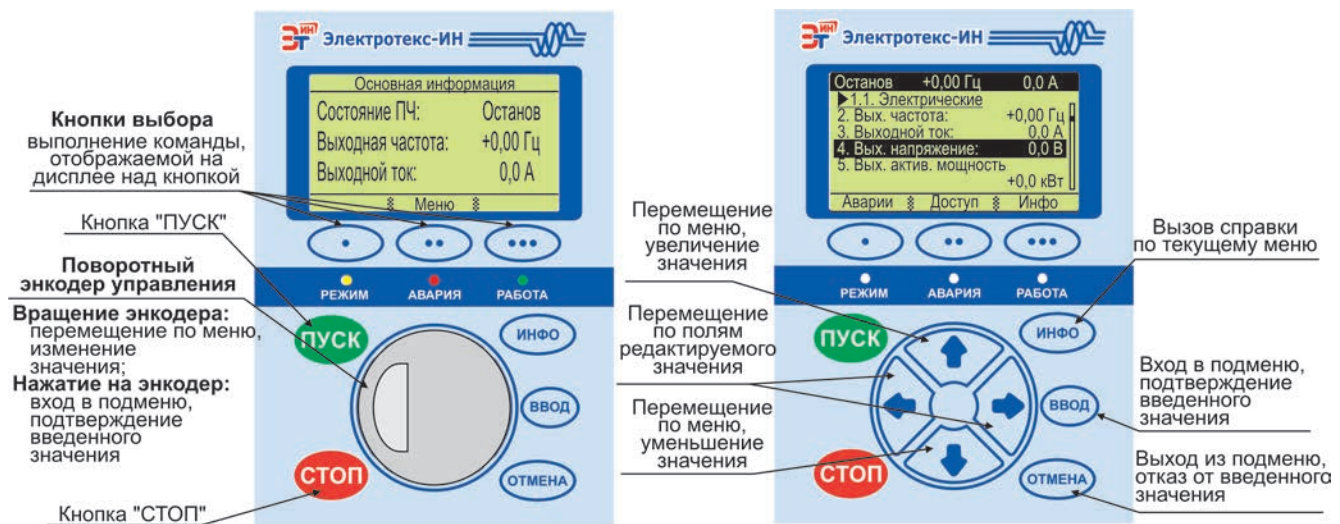 ЭТ ИН Электротекс-ИН
Основная информация
Состояние ПЧ: Останов
Выходная частота: +0,00 Гц
Выходной ток: 0,0 А
Меню
РЕЖИМ АВАРИЯ РАБОТА
ПУСК
ИНФО
ВВОД
СТОП
ОТМЕНА
Кнопки выбора
выполнение команды,
отображаемой на
дисплее над кнопкой
Кнопка "ПУСК"
Поворотный
энкодер управления
Вращение энкодера:
перемещение по меню,
изменение
значения;
Нажатие на энкодер:
вход в подменю,
подтверждение
введенного
значения
Кнопка "СТОП"
ЭТ ИН Электротекс-ИН
Останов +0,00 Гц 0,0 А
1.1. Электрические
2. Вых. частота: +0,00 Гц
3. Выходной ток: 0,0 А
4. Вых. напряжение: 0,0 В
5. Вых. актив. мощность
+0,0 кВт
Аварии Доступ Инфо
РЕЖИМ АВАРИЯ РАБОТА
ПУСК
ИНФО
ВВОД
СТОП
ОТМЕНА
Перемещение
по меню,
увеличение
значения
Перемещение
по полям
редактируемого
значения
Перемещение
по меню,
уменьшение
значения
Вызов справки
по текущему меню
Вход в подменю,
подтверждение
введенного
значения
Выход из подменю,
отказ от введенного
значения